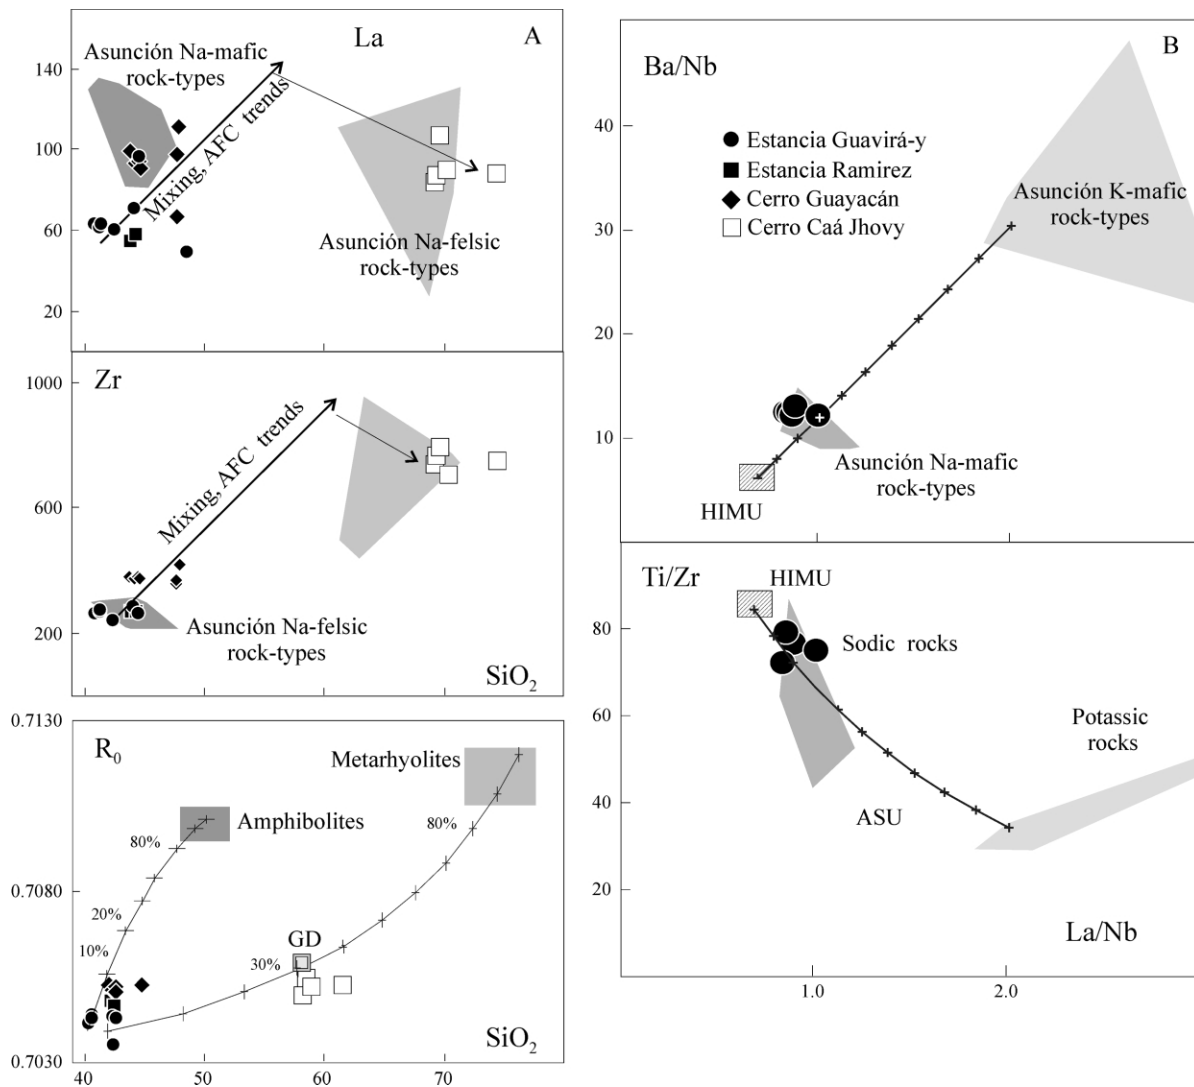 La
A
Asunción Na-mafic
rock-types
140
100
60
20
Mixing, AFC trends
Asunción Na-felsic
rock-types
Zr
1000
600
200
Mixing, AFC trends
Asunción Na-felsic
rock-types
SiO2
0.7130
0.7080
0.7030
R0
Metarhyolites
Amphibolites
80%
80%
20%
10%
GD
30%
SiO2
40
50
60
70
B
Ba/Nb
40
30
20
10
Estancia Guavirá-y
Estancia Ramirez
Cerro Guayacán
Cerro Caá Jhovy
Asunción K-mafic
rock-types
Asunción Na-mafic
rock-types
HIMU
Ti/Zr
HIMU
80
60
40
20
Sodic rocks
Potassic
rocks
ASU
La/Nb
1.0
2.0